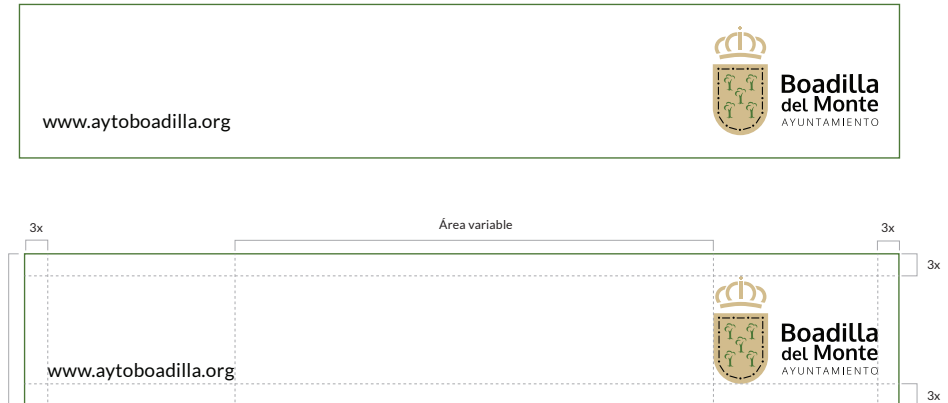 Boadilla
del Monte
AYUNTAMIENTO
www.aytoboadilla.org
3x
Área variable
3x
3x
Boadilla
del Monte
AYUNTAMIENTO
www.aytoboadilla.org
3x